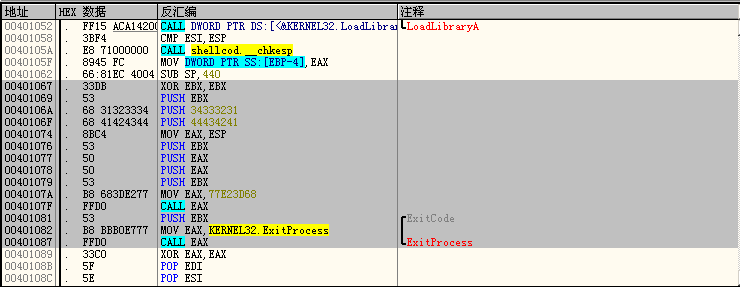 地址 HEX 数据 反汇编 注释
00401052 . FF15 ACA14200 CALL DWORD PTR DS:[<&KERNEL32.LoadLibrar LoadLibraryA
00401058 . 3BF4 CMP ESI,ESP
0040105A . E8 71000000 CALL shellcod.__chkesp
0040105F . 8945 FC MOV DWORD PTR SS:[EBP-4],EAX
00401062 . 66:81EC 4004 SUB SP,440
00401067 . 33DB XOR EBX,EBX
00401069 . 53 PUSH EBX
0040106A . 68 31323334 PUSH 34333231
0040106F . 68 41424344 PUSH 44434241
00401074 . 8BC4 MOV EAX,ESP
00401076 . 53 PUSH EBX
00401077 . 50 PUSH EAX
00401078 . 50 PUSH EAX
00401079 . 53 PUSH EBX
0040107A . B8 683DE277 MOV EAX,77E23D68
0040107F . FFD0 CALL EAX
00401081 . 53 PUSH EBX ExitCode
00401082 . B8 BBB0E777 MOV EAX,KERNEL32.ExitProcess
00401087 . FFD0 CALL EAX ExitProcess
00401089 . 33C0 XOR EAX,EAX
0040108B . 5F POP EDI
0040108C . 5E POP ESI